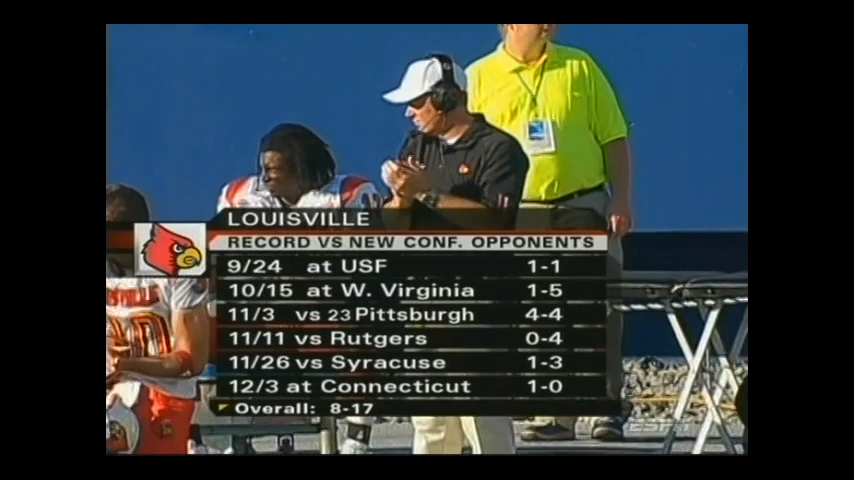 LOUISVILLE
RECORD VS NEW CONF. OPPONENTS
9/24 at USF 1-1
10/15 at W. Virginia 1-5
11/3 vs 23 Pittsburgh 4-4
11/11 vs Rutgers 0-4
11/26 vs Syracuse 1-3
12/3 at Connecticut 1-0
Overall: 8-17
ESPN